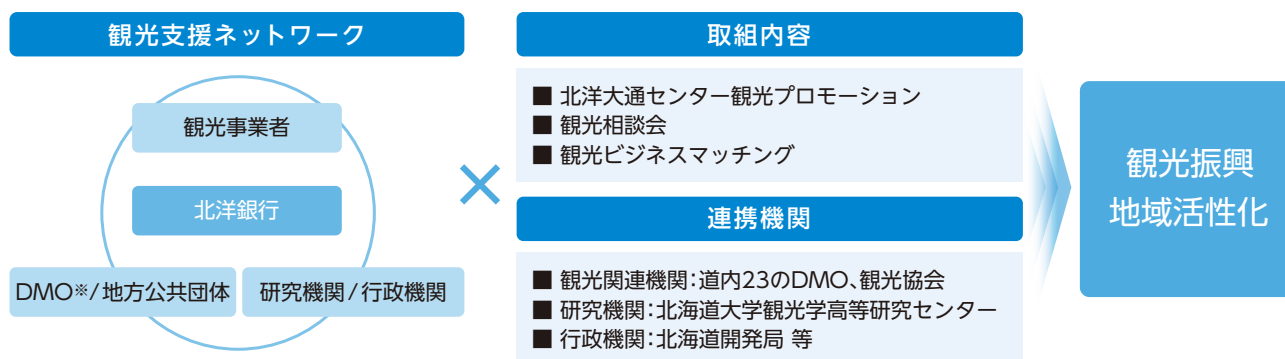 観光支援ネットワーク
観光事業者
北洋銀行
DMO※/地方公共団体
研究機関/行政機関
×
取組内容
■ 北洋大通センター観光プロモーション
■ 観光相談会
■ 観光ビジネスマッチング
連携機関
■ 観光関連機関:道内23のDMO、観光協会
■ 研究機関:北海道大学観光学高等研究センター
■ 行政機関:北海道開発局 等
観光振興
地域活性化